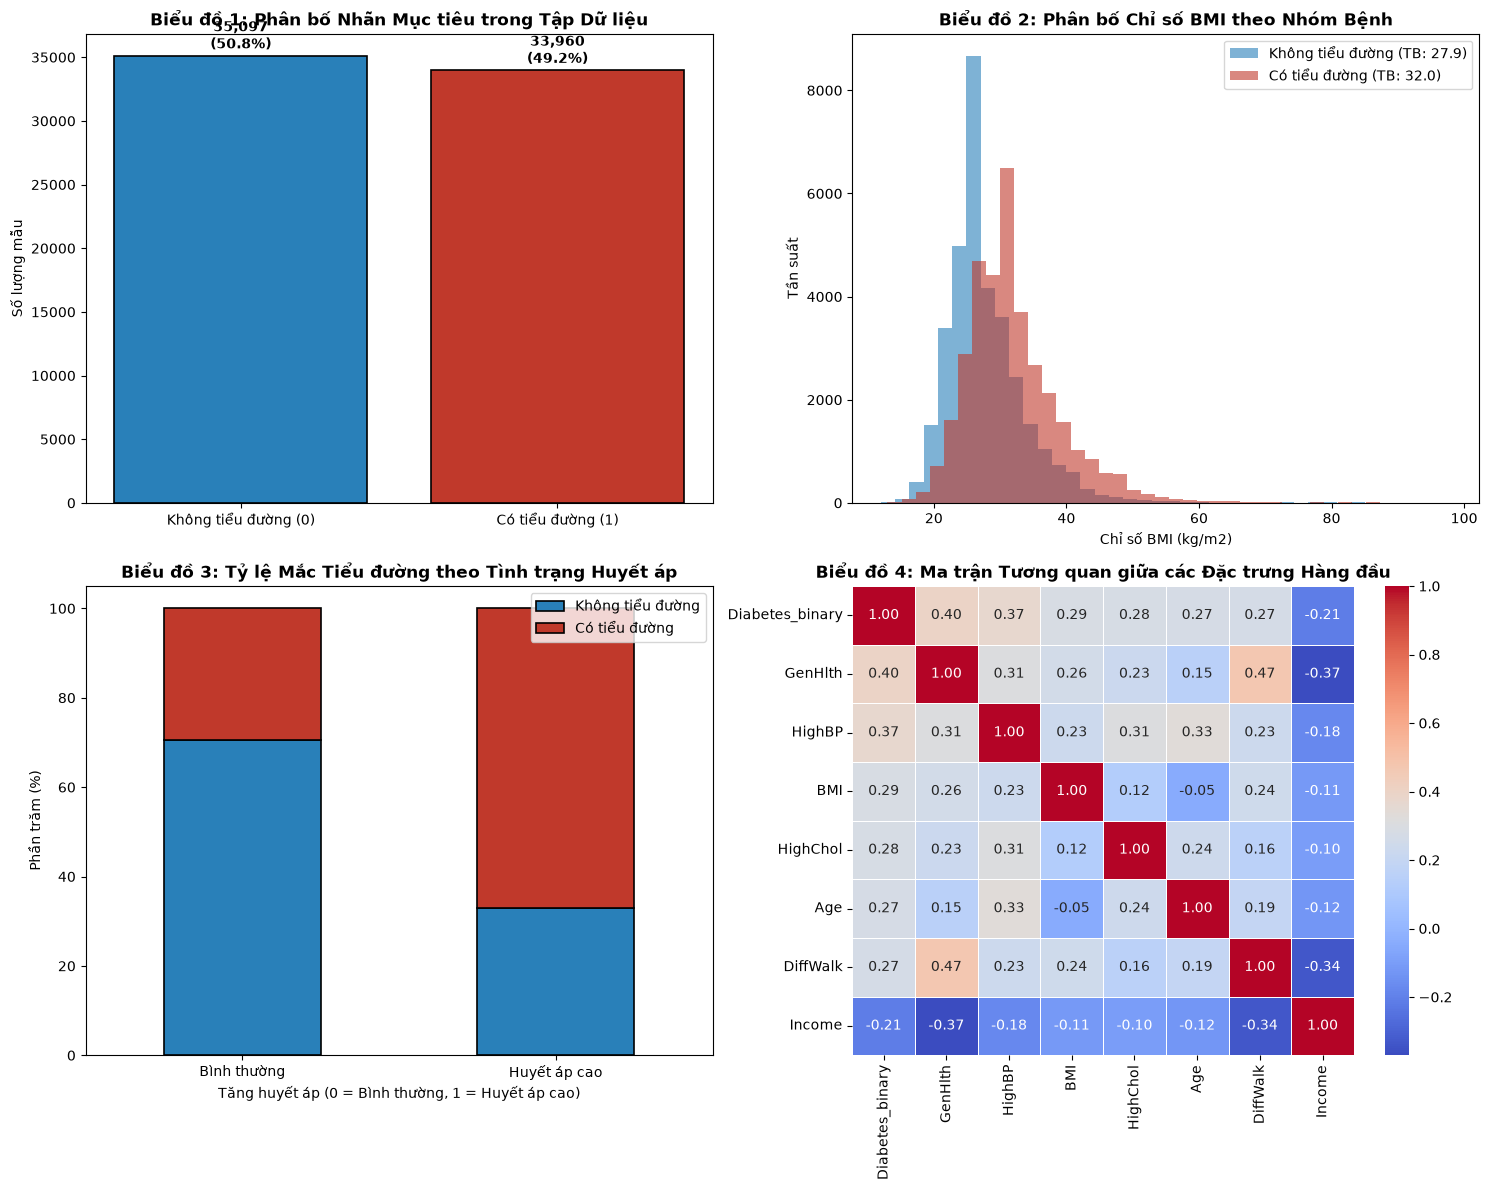 Biểu đồ 1: Phân bố Nhãn Mục tiêu trong Tập Dữ liệu
35,097
(50.8%)
33,960
(49.2%)
Số lượng mẫu
35000
30000
25000
20000
15000
10000
5000
0
Không tiểu đường (0)
Có tiểu đường (1)
Biểu đồ 2: Phân bố Chỉ số BMI theo Nhóm Bệnh
Không tiểu đường (TB: 27.9)
Có tiểu đường (TB: 32.0)
Tần suất
8000
6000
4000
2000
0
20
40
60
80
100
Chỉ số BMI (kg/m2)
Biểu đồ 3: Tỷ lệ Mắc Tiểu đường theo Tình trạng Huyết áp
Không tiểu đường
Có tiểu đường
Phần trăm (%)
100
80
60
40
20
0
Bình thường
Huyết áp cao
Tăng huyết áp (0 = Bình thường, 1 = Huyết áp cao)
Biểu đồ 4: Ma trận Tương quan giữa các Đặc trưng Hàng đầu
Diabetes_binary 1.00 0.40 0.37 0.29 0.28 0.27 0.27 -0.21
GenHlth 0.40 1.00 0.31 0.26 0.23 0.15 0.47 -0.37
HighBP 0.37 0.31 1.00 0.23 0.31 0.33 0.23 -0.18
BMI 0.29 0.26 0.23 1.00 0.12 -0.05 0.24 -0.11
HighChol 0.28 0.23 0.31 0.12 1.00 0.24 0.16 -0.10
Age 0.27 0.15 0.33 -0.05 0.24 1.00 0.19 -0.12
DiffWalk 0.27 0.47 0.23 0.24 0.16 0.19 1.00 -0.34
Income -0.21 -0.37 -0.18 -0.11 -0.10 -0.12 -0.34 1.00
Diabetes_binary
GenHlth
HighBP
BMI
HighChol
Age
DiffWalk
Income
1.0
0.8
0.6
0.4
0.2
0.0
−0.2